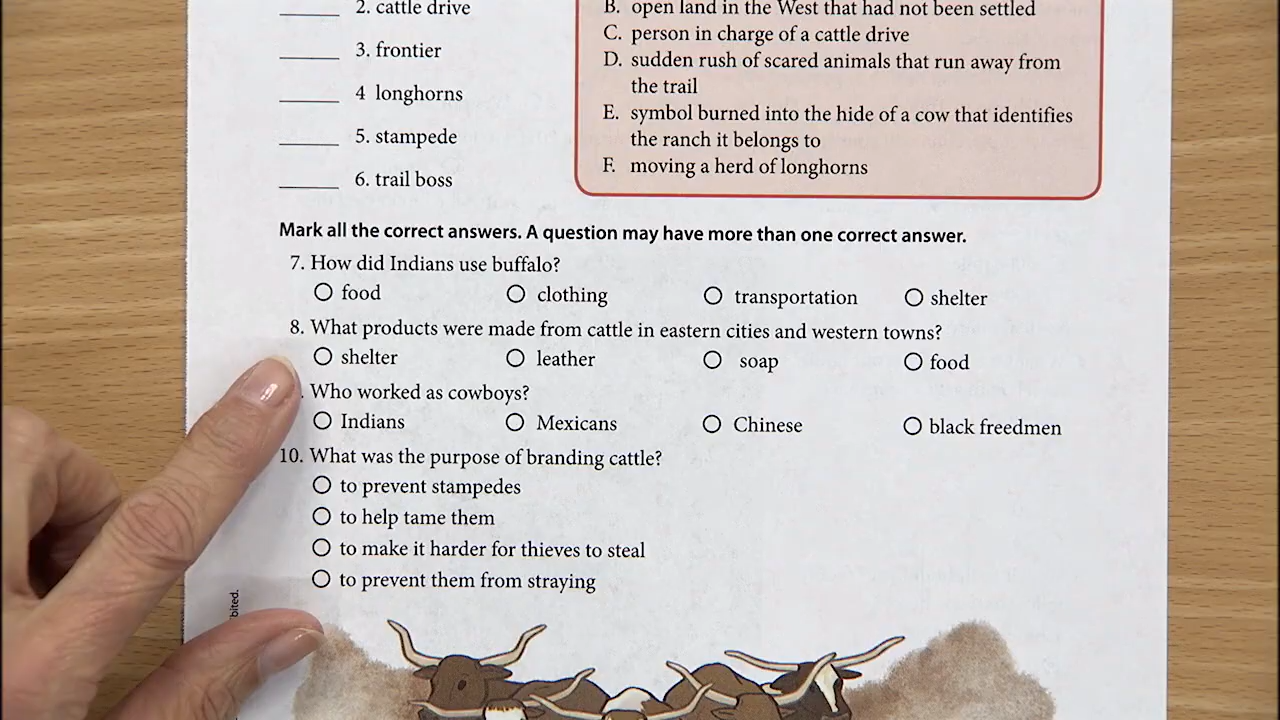 2. cattle drive
3. frontier
4 longhorns
5. stampede
6. trail boss
B. open land in the West that had not been settled
C. person in charge of a cattle drive
D. sudden rush of scared animals that run away from
the trail
E. symbol burned into the hide of a cow that identifies
the ranch it belongs to
F. moving a herd of longhorns
Mark all the correct answers. A question may have more than one correct answer.
7. How did Indians use buffalo?
food clothing transportation shelter
8. What products were made from cattle in eastern cities and western towns?
shelter leather soap food
. Who worked as cowboys?
Indians Mexicans Chinese black freedmen
10. What was the purpose of branding cattle?
to prevent stampedes
to help tame them
to make it harder for thieves to steal
to prevent them from straying
bited.